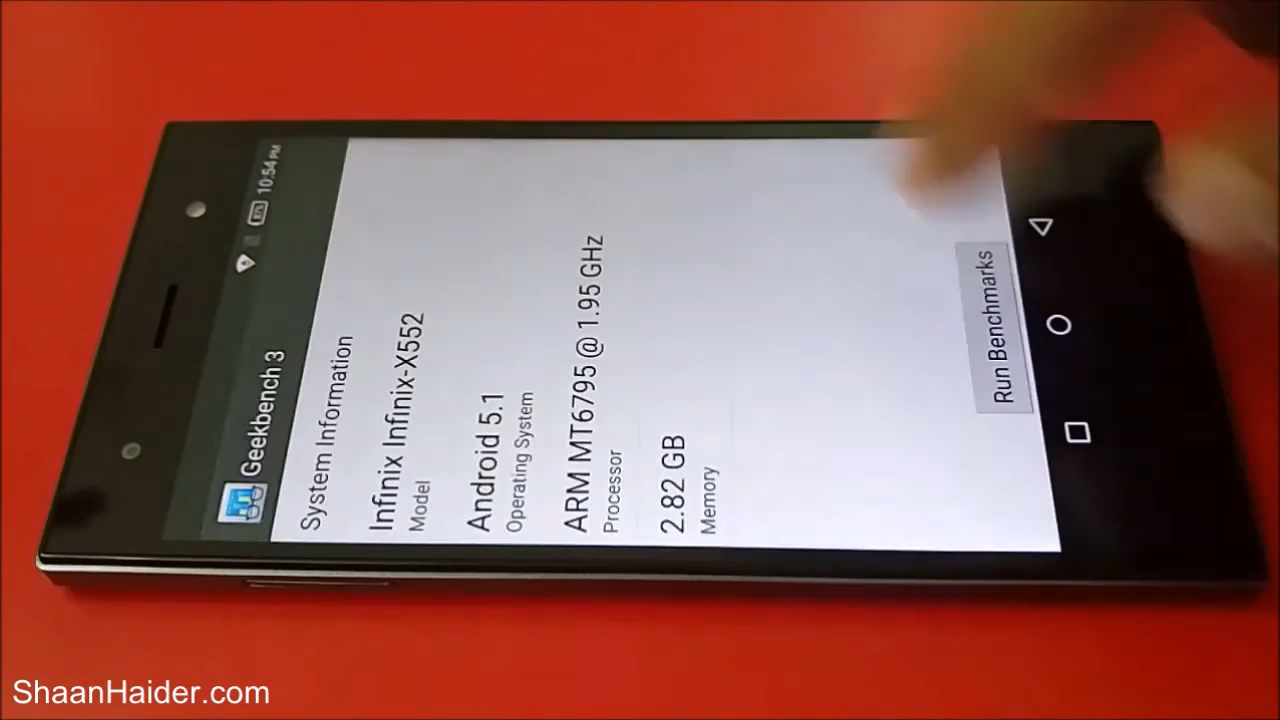 10:54 PM
Geekbench 3
System Information
Infinix Infinix-X552
Model
Android 5.1
Operating System
ARM MT6795 @ 1.95 GHz
Processor
2.82 GB
Memory
Run Benchmarks
ShaanHaider.com